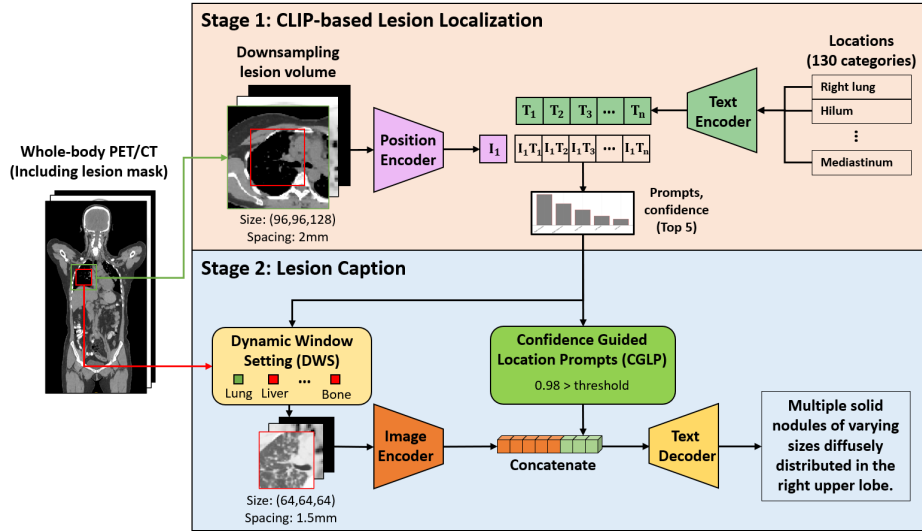 Stage 1: CLIP-based Lesion Localization
Downsampling
lesion volume
Size: (96,96,128)
Spacing: 2mm
Position
Encoder
I₁
T₁ T₂ T₃ ••• Tₙ
I₁T₁ I₁T₂ I₁T₃ ••• I₁Tₙ
Text
Encoder
Locations
(130 categories)
Right lung
Hilum
⋮
Mediastinum
Prompts,
confidence
(Top 5)
Whole-body PET/CT
(Including lesion mask)
Stage 2: Lesion Caption
Dynamic Window
Setting (DWS)
Lung Liver ••• Bone
Confidence Guided
Location Prompts (CGLP)
0.98 > threshold
Size: (64,64,64)
Spacing: 1.5mm
Image
Encoder
Concatenate
Text
Decoder
Multiple solid
nodules of varying
sizes diffusely
distributed in the
right upper lobe.